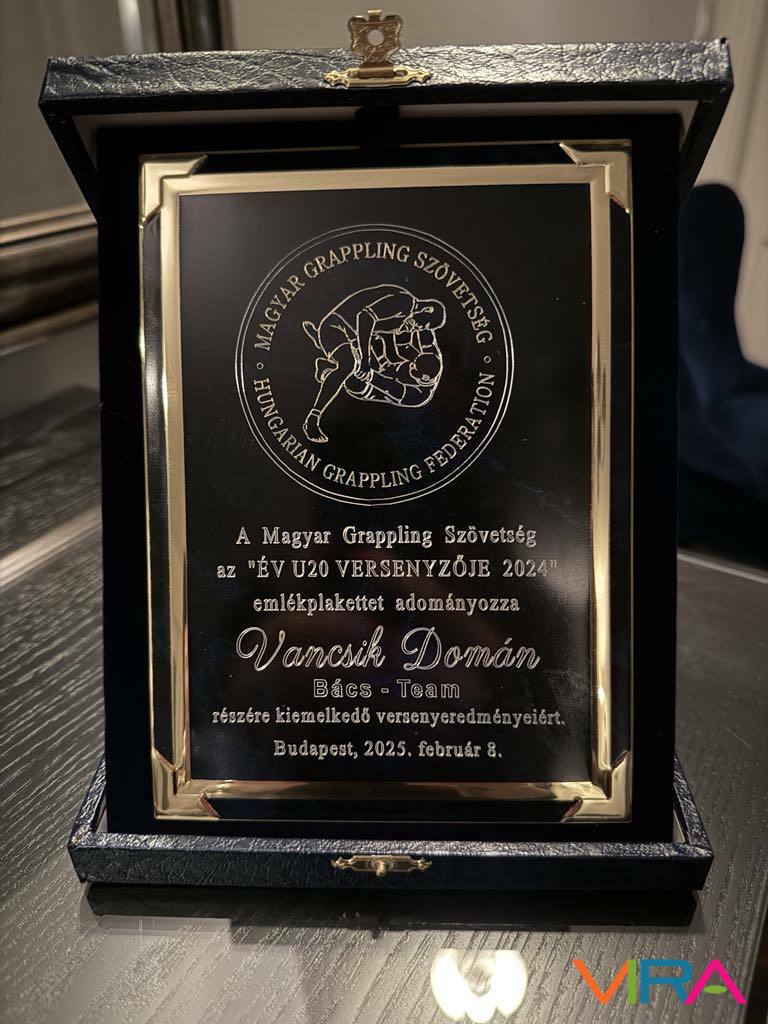 MAGYAR GRAPPLING SZÖVETSÉG
HUNGARIAN GRAPPLING FEDERATION
A Magyar Grappling Szövetség
az "ÉV U20 VERSENYZŐJE 2024"
emlékplakettet adományozza
Vancsik Domán
Bács - Team
részére kiemelkedő versenyeredményeiért.
Budapest, 2025. február 8.
VIRA